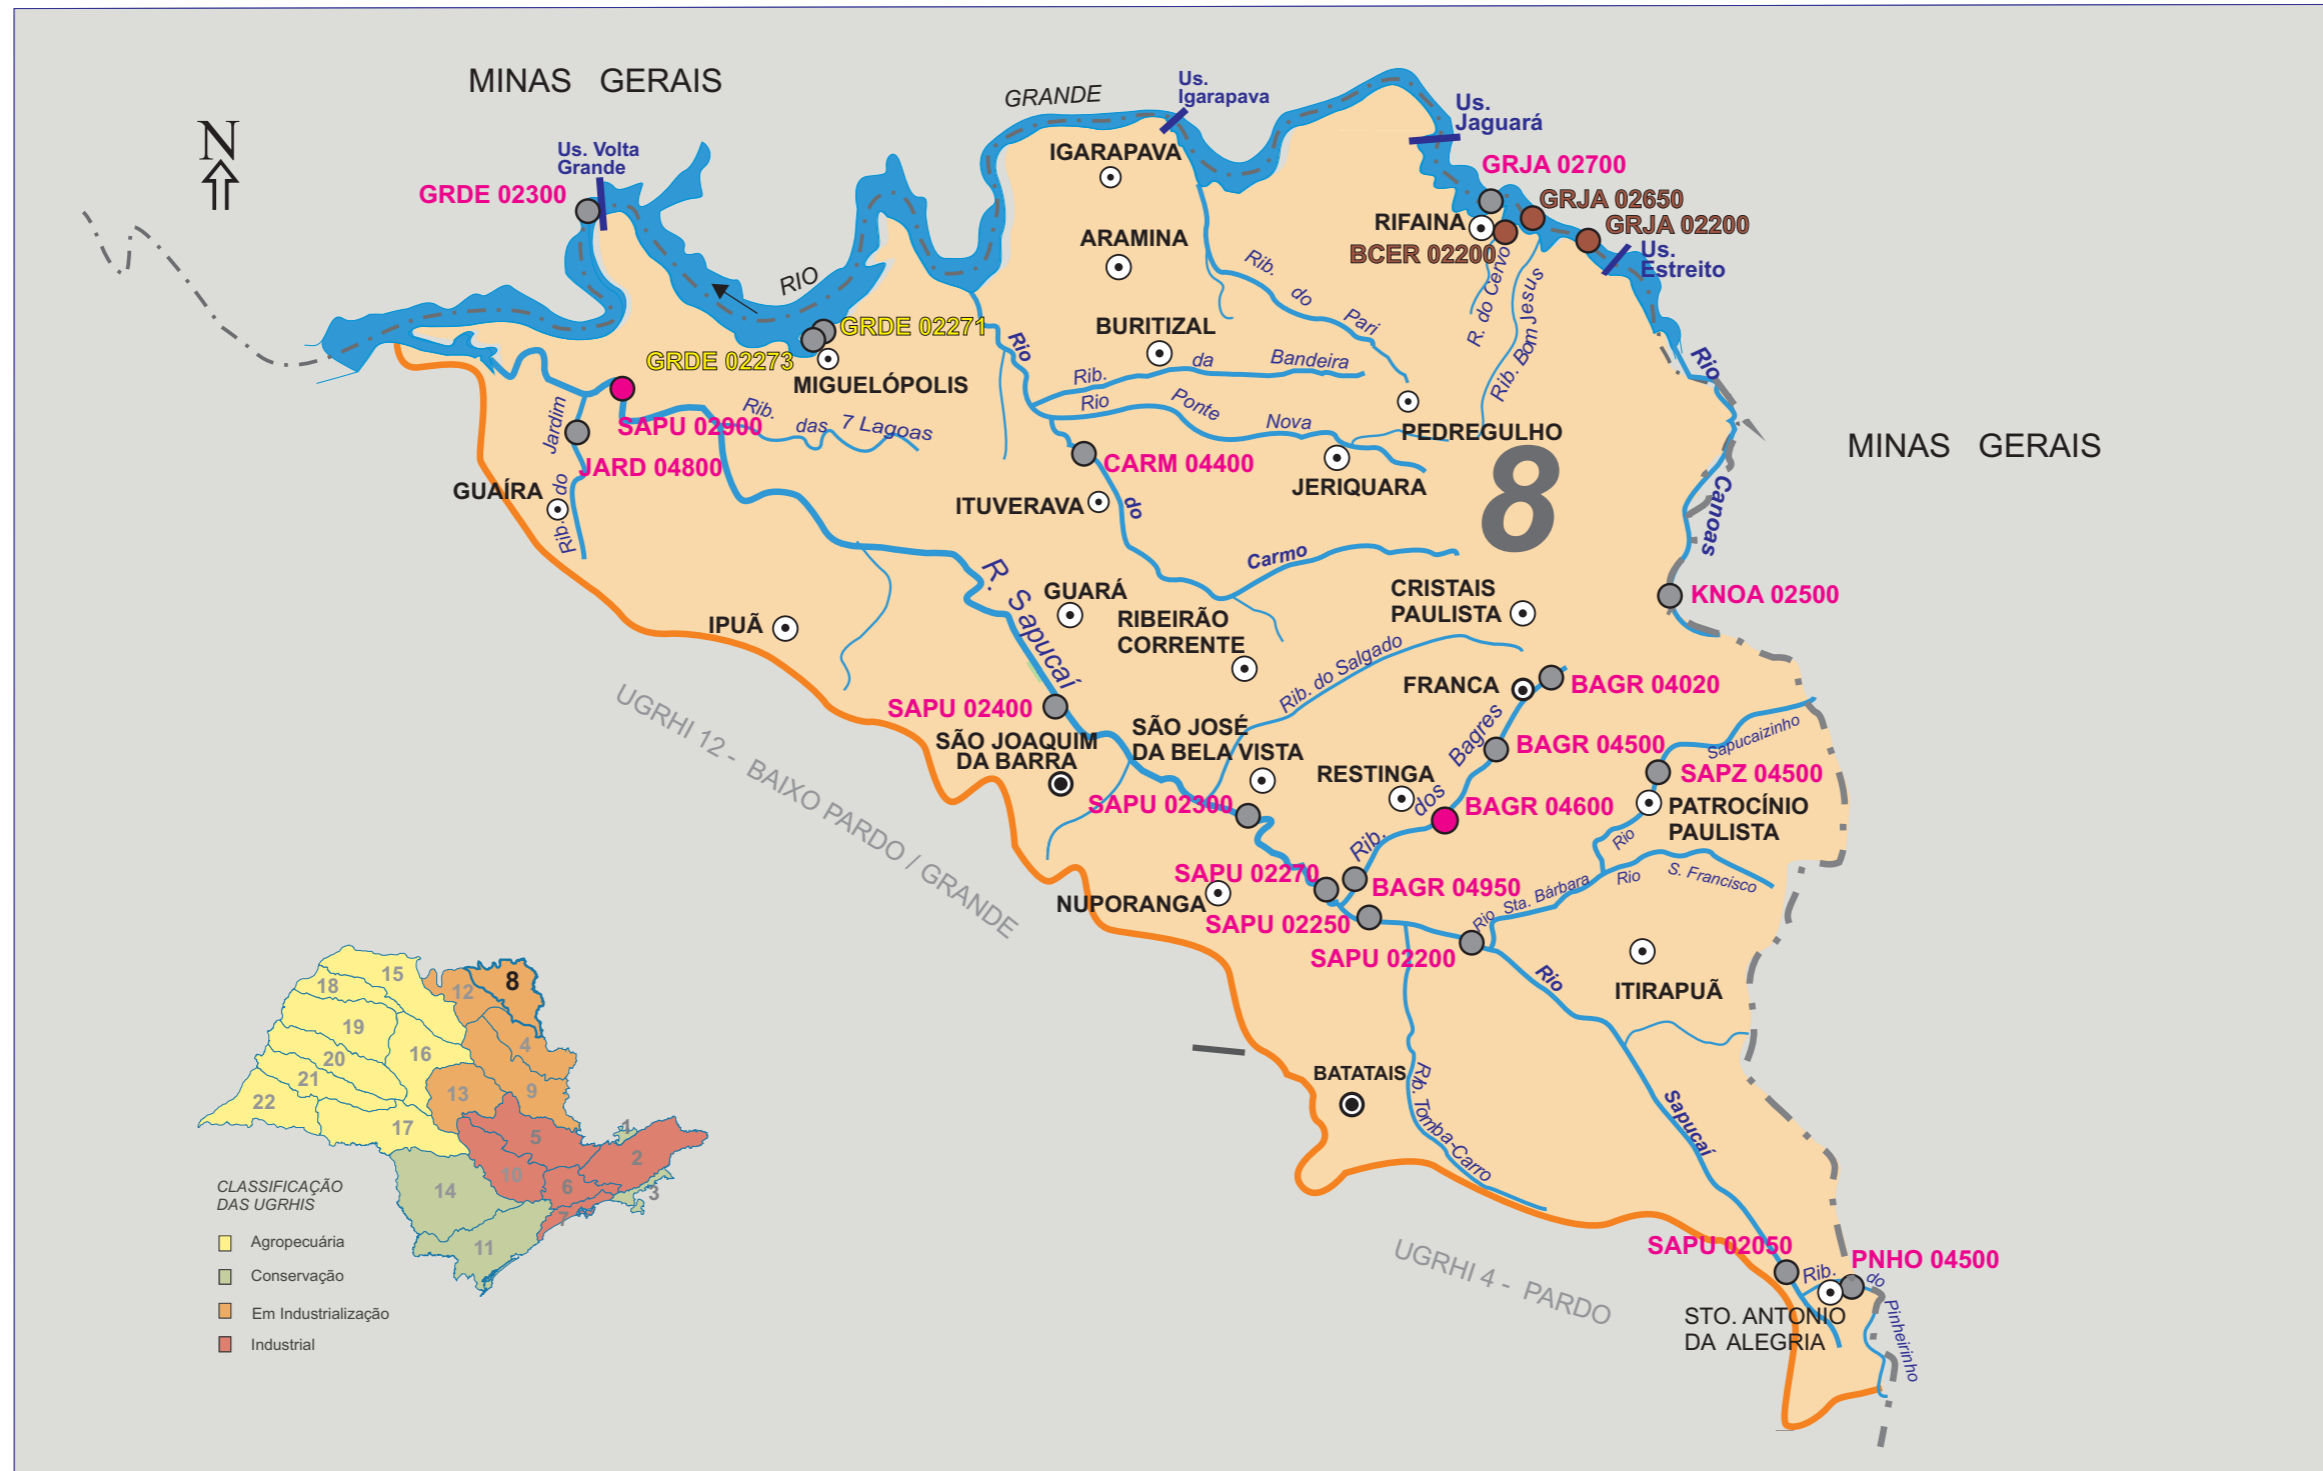 MINAS GERAIS
N
Us. Volta
Grande
GRDE 02300
GRANDE
Us.
Igarapava
Us.
Jaguará
IGARAPAVA
GRJA 02700
GRJA 02650
GRJA 02200
RIFAINA
BCER 02200
Us.
Estreito
ARAMINA
RIO
Rib. do Pari
R. do Cervo
Rib. Bom Jesus
GRDE 02271
GRDE 02273
MIGUELÓPOLIS
BURITIZAL
Rib. da Bandeira
Rio
Rio Ponte Nova
Rio
Canoas
MINAS GERAIS
SAPU 02900
Rib. das 7 Lagoas
Rib. do Jardim
JARD 04800
GUAÍRA
PEDREGULHO
JERIQUARA
8
CARM 04400
ITUVERAVA
do
Carmo
R. Sapucaí
GUARÁ
IPUÃ
RIBEIRÃO
CORRENTE
CRISTAIS
PAULISTA
KNOA 02500
Rib. do Salgado
FRANCA
BAGR 04020
SAPU 02400
SÃO JOAQUIM
DA BARRA
SÃO JOSÉ
DA BELA VISTA
UGRHI 12 - BAIXO PARDO / GRANDE
Rib. dos Bagres
BAGR 04500
Sapucaizinho
SAPZ 04500
RESTINGA
SAPU 02300
BAGR 04600
PATROCÍNIO
PAULISTA
Rio
SAPU 02270
BAGR 04950
NUPORANGA
SAPU 02250
Rio Sta. Bárbara
Rio S. Francisco
SAPU 02200
Rio
ITIRAPUÃ
Sapucaí
BATATAIS
Rib. Tomba-Carro
UGRHI 4 - PARDO
SAPU 02050
PNHO 04500
Rib. do Pinheirinho
STO. ANTONIO
DA ALEGRIA
15
18
12
8
19
20
16
4
21
22
13
9
17
5
1
2
10
14
6
3
7
11
CLASSIFICAÇÃO
DAS UGRHIS
Agropecuária
Conservação
Em Industrialização
Industrial